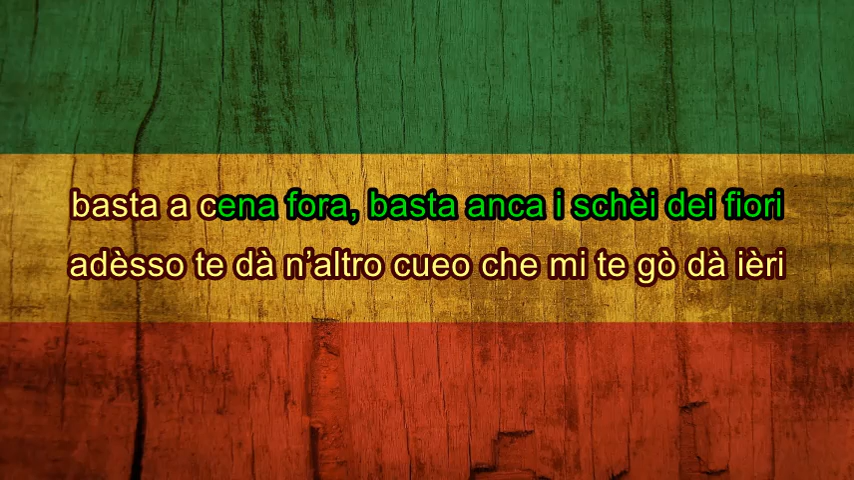 basta a cena fora, basta anca i schèi dei fiori
adèsso te dà n’altro cueo che mi te gò dà ièri